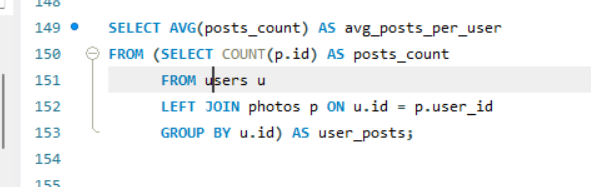 148
149 SELECT AVG(posts_count) AS avg_posts_per_user
150 FROM (SELECT COUNT(p.id) AS posts_count
151 FROM users u
152 LEFT JOIN photos p ON u.id = p.user_id
153 GROUP BY u.id) AS user_posts;
154
155